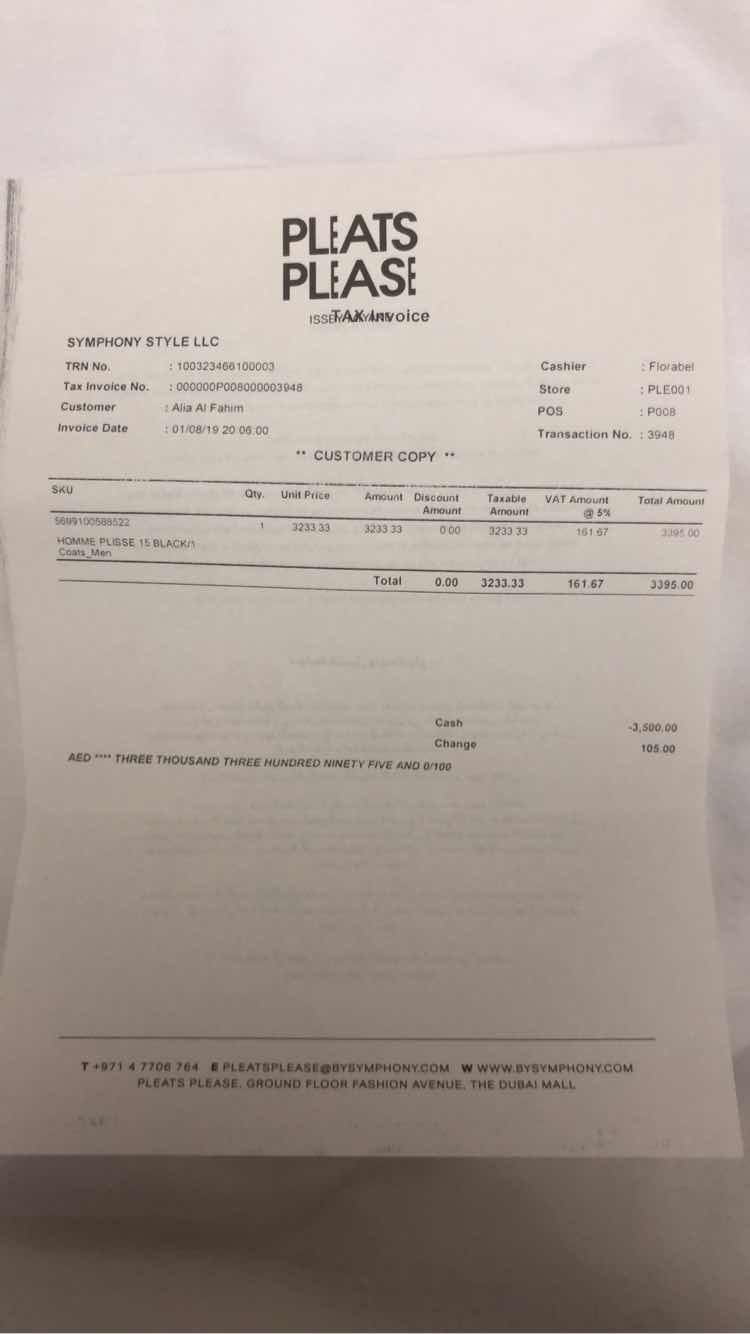 PLEATS
PLEASE
TAX Invoice
SYMPHONY STYLE LLC
TRN No. : 100323466100003
Tax Invoice No. : 000000P008000003948
Customer : Alia Al Fahim
Invoice Date : 01/08/19 20 06:00
Cashier : Florabel
Store : PLE001
POS : P008
Transaction No. : 3948
** CUSTOMER COPY **
SKU Qty. Unit Price Amount Discount Amount Taxable Amount VAT Amount @ 5% Total Amount
5699100588522 1 3233 33 3233 33 0 00 3233 33 161 67 3395 00
HOMME PLISSE 15 BLACK/1
Coats_Men
Total 0.00 3233.33 161.67 3395.00
Cash -3,500.00
Change 105.00
AED **** THREE THOUSAND THREE HUNDRED NINETY FIVE AND 0/100
T +971 4 7706 764 E PLEATSPLEASE@BYSYMPHONY.COM W WWW.BYSYMPHONY.COM
PLEATS PLEASE, GROUND FLOOR FASHION AVENUE, THE DUBAI MALL